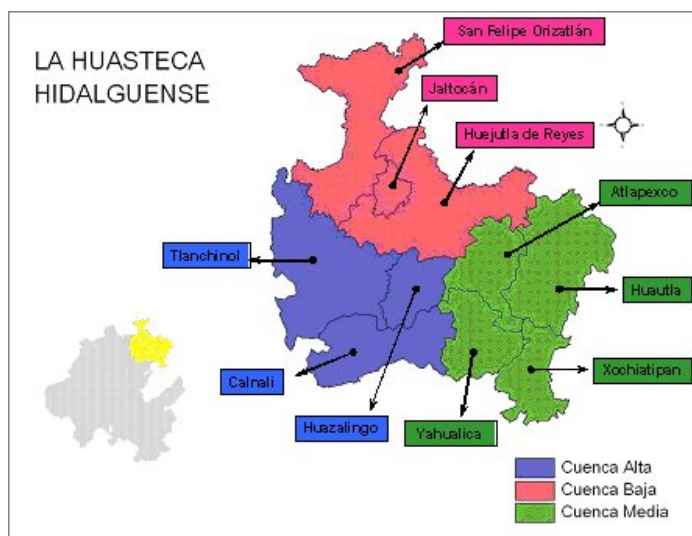 LA HUASTECA
HIDALGUENSE
San Felipe Orizatlán
Jaltocán
Huejutla de Reyes
Atlapexco
Tlanchinol
Huautla
Calnali
Xochiatipan
Huazalingo
Yahualica
Cuenca Alta
Cuenca Baja
Cuenca Media